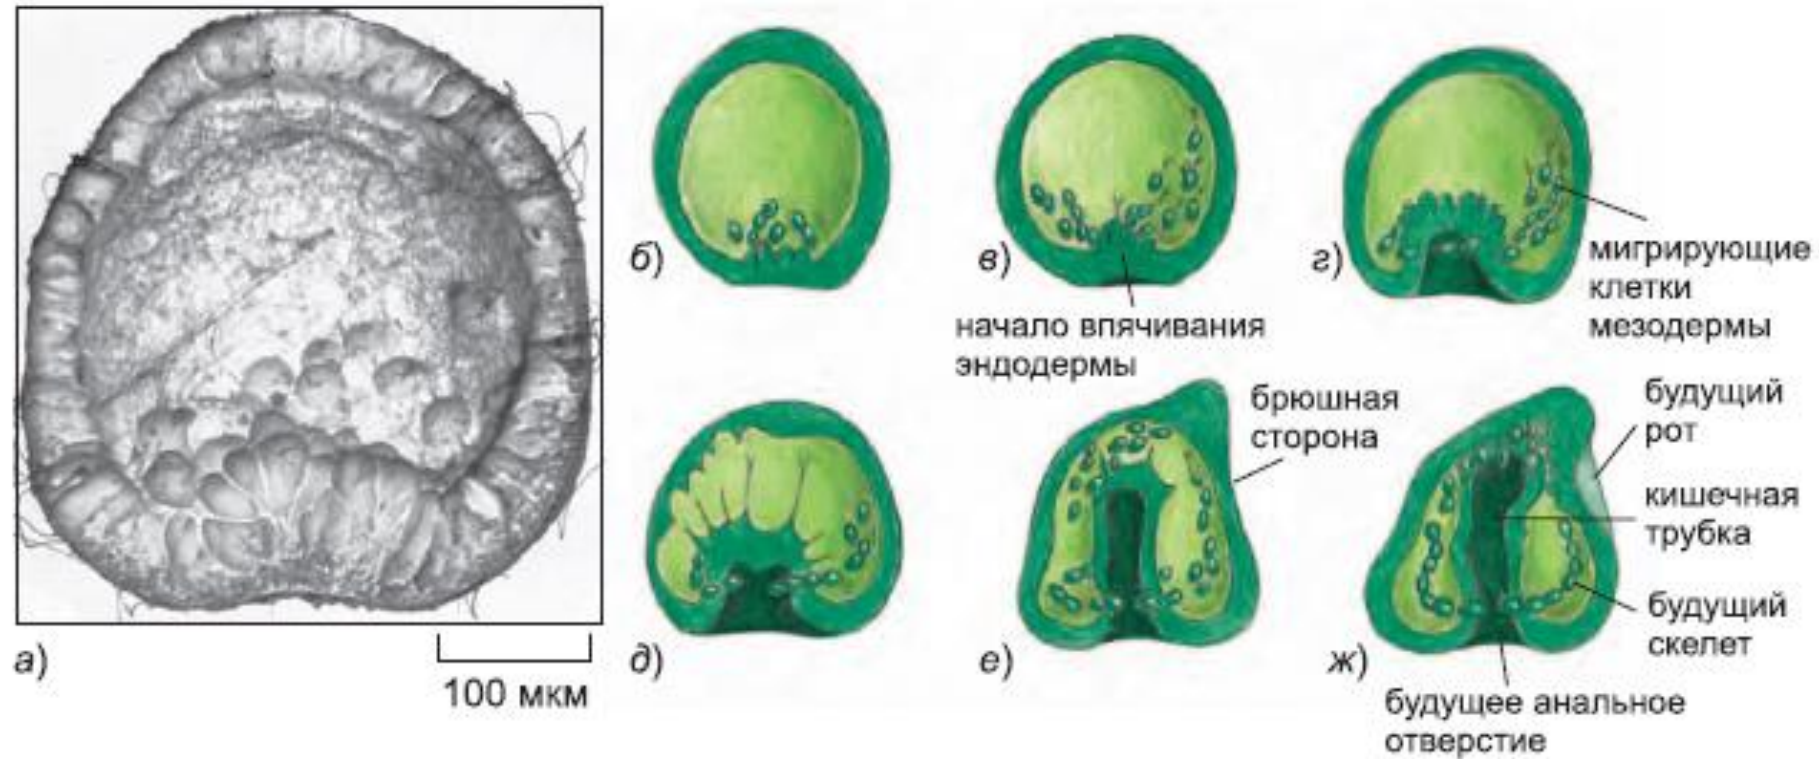 а)
100 мкм
б)
в)
начало впячивания
эндодермы
г)
мигрирующие
клетки
мезодермы
д)
е)
брюшная
сторона
ж)
будущий
рот
кишечная
трубка
будущий
скелет
будущее анальное
отверстие